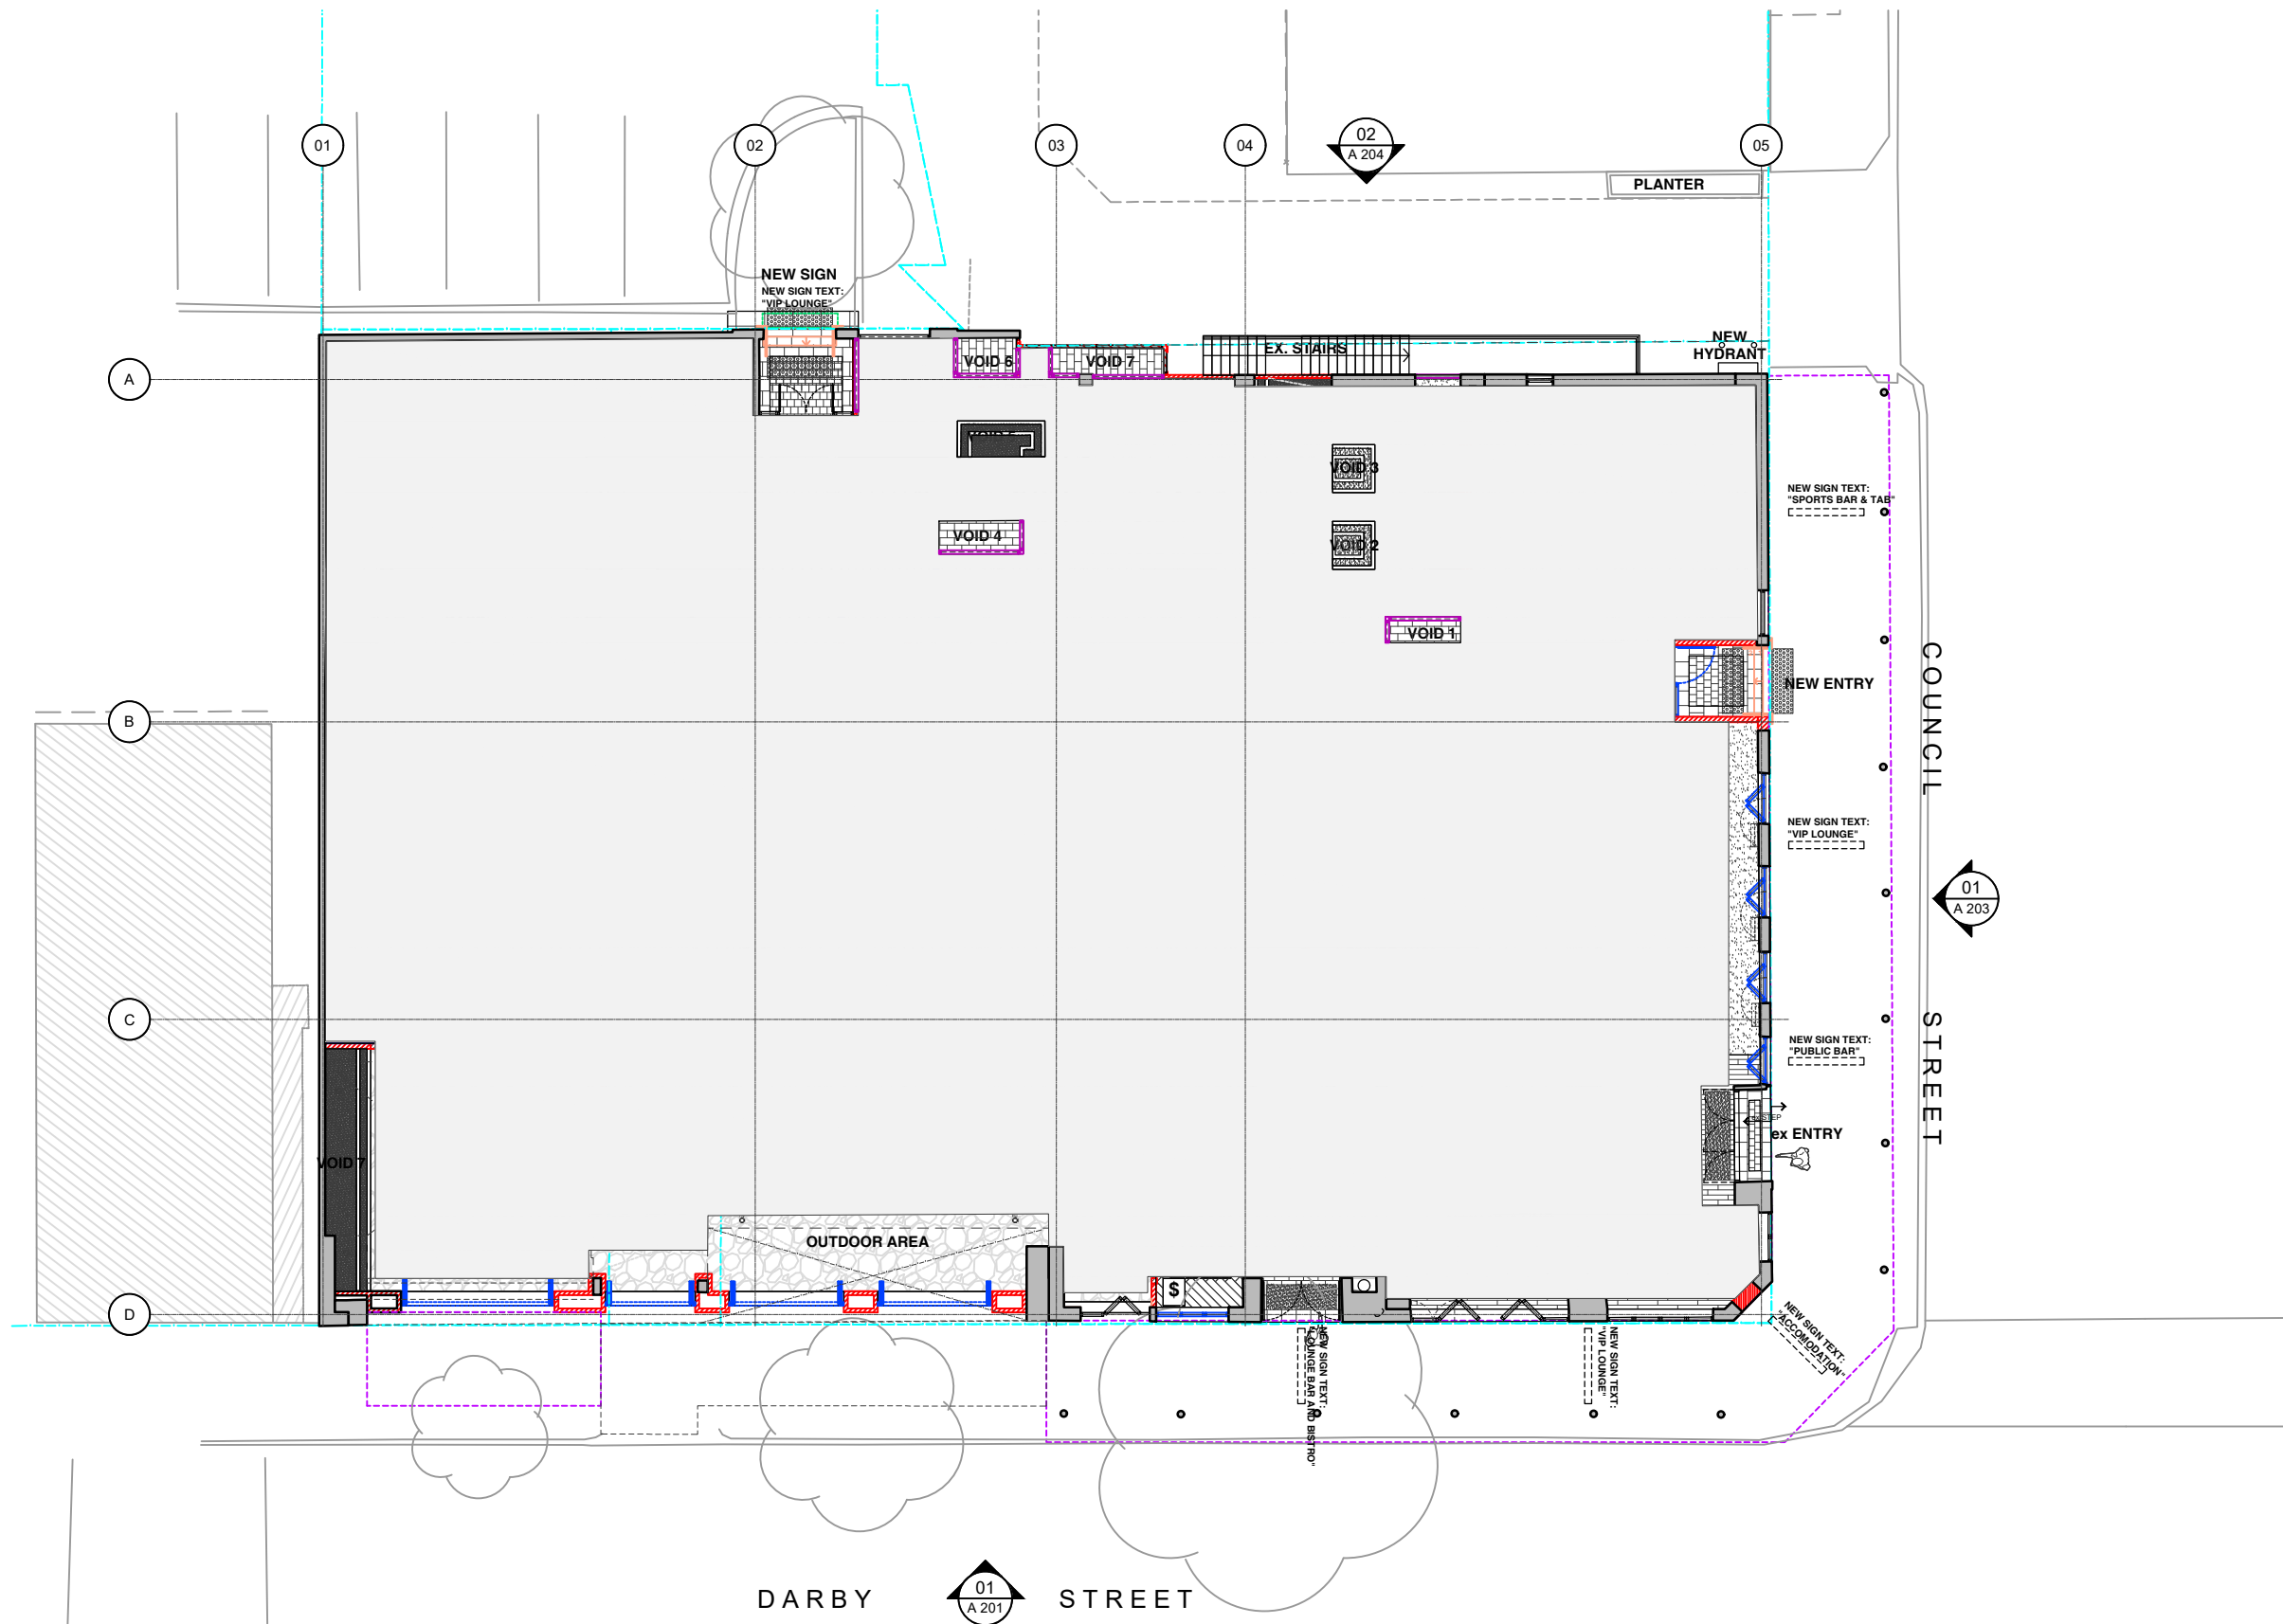 01
02
03
04
02
A 204
05
PLANTER
NEW SIGN
NEW SIGN TEXT:
"VIP LOUNGE"
NEW
HYDRANT
EX. STAIRS
VOID 6
VOID 7
A
VOID 3
NEW SIGN TEXT:
"SPORTS BAR & TAB"
VOID 4
VOID 2
VOID 1
NEW ENTRY
COUNCIL STREET
B
NEW SIGN TEXT:
"VIP LOUNGE"
01
A 203
C
NEW SIGN TEXT:
"PUBLIC BAR"
ex ENTRY
VOID 7
OUTDOOR AREA
$
D
NEW SIGN TEXT:
"LOUNGE BAR AND BISTRO"
NEW SIGN TEXT:
"VIP LOUNGE"
NEW SIGN TEXT:
"ACCOMODATION"
DARBY STREET
01
A 201